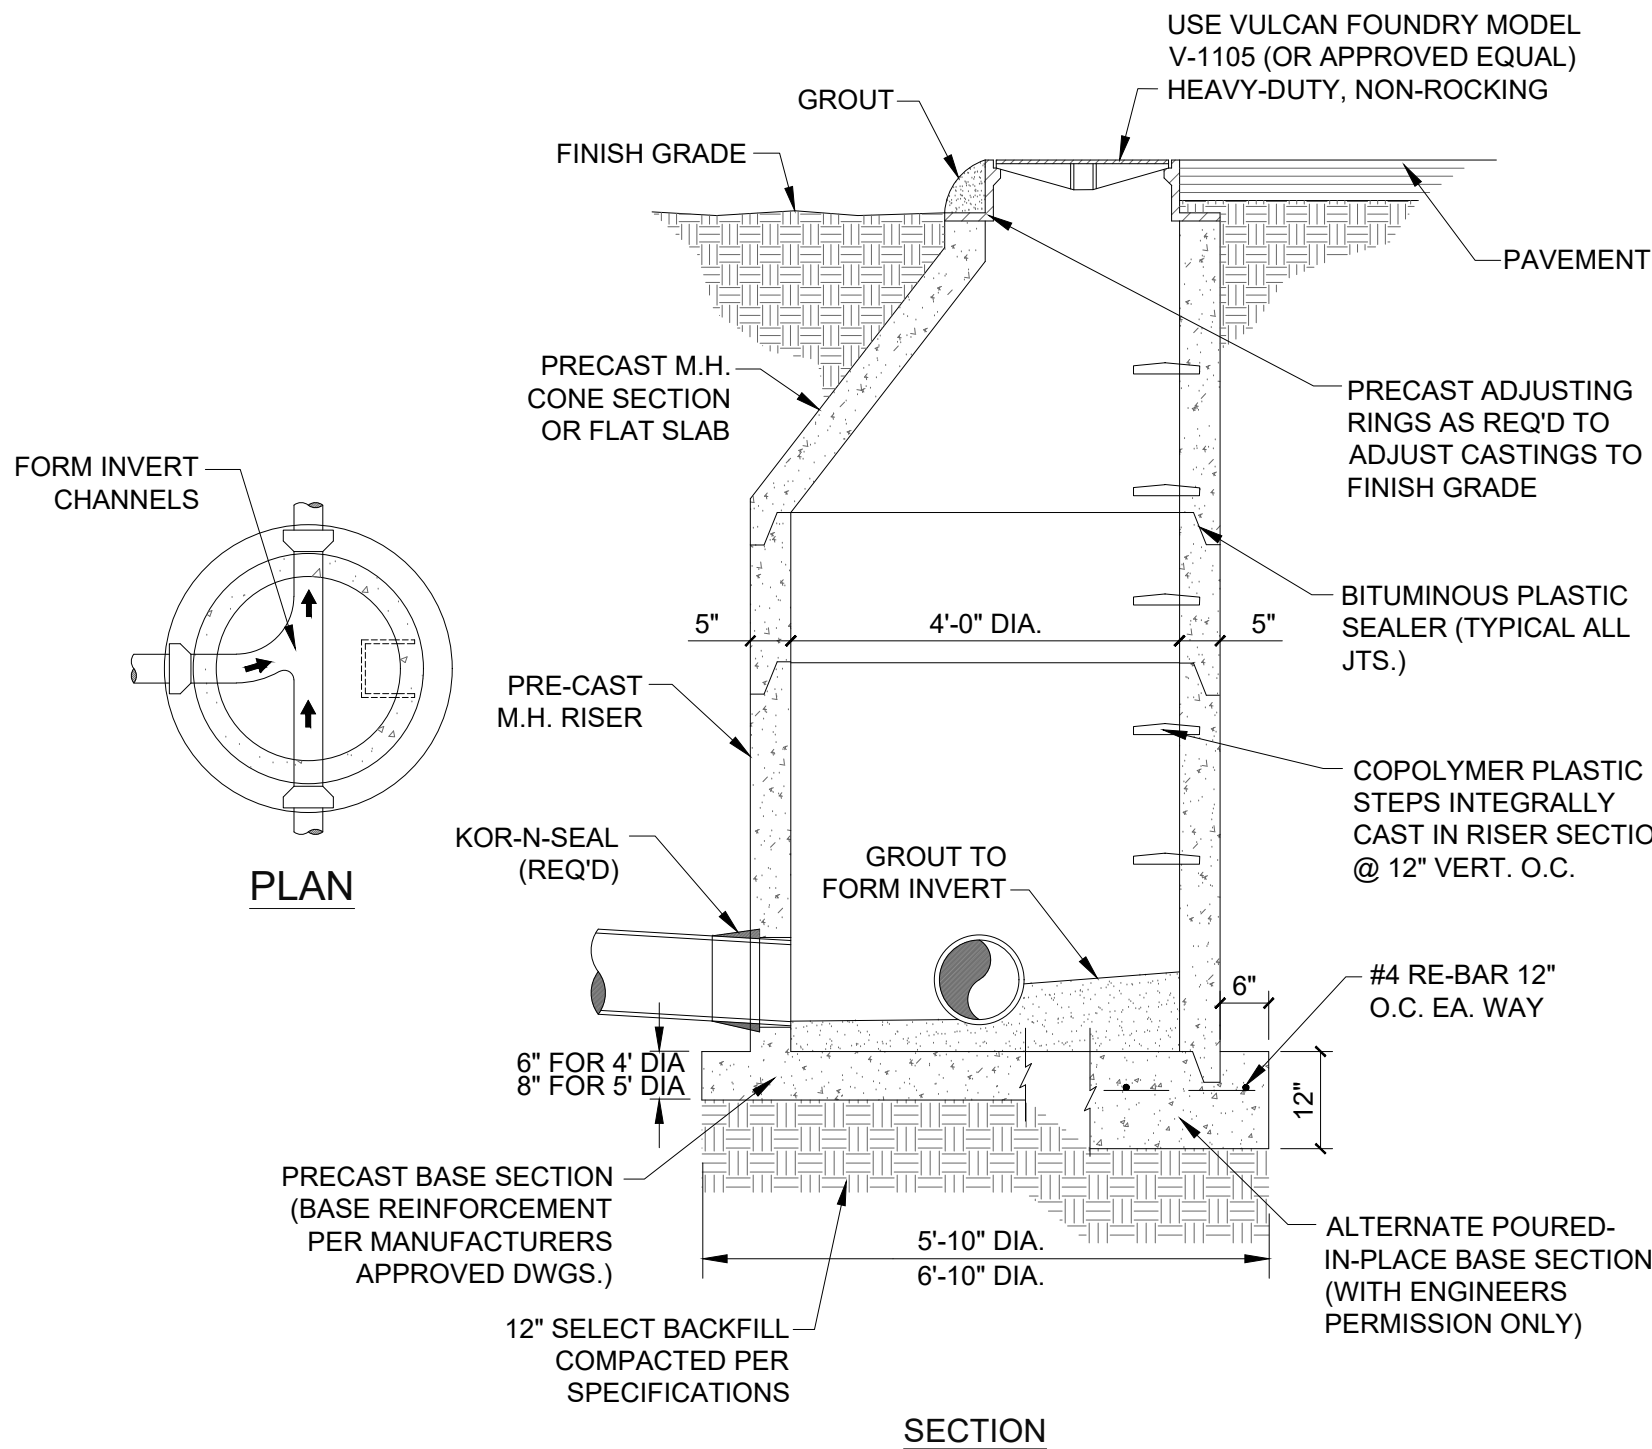 USE VULCAN FOUNDRY MODEL
V-1105 (OR APPROVED EQUAL)
HEAVY-DUTY, NON-ROCKING
GROUT
FINISH GRADE
PAVEMENT
PRECAST M.H.
CONE SECTION
OR FLAT SLAB
PRECAST ADJUSTING
RINGS AS REQ'D TO
ADJUST CASTINGS TO
FINISH GRADE
FORM INVERT
CHANNELS
BITUMINOUS PLASTIC
SEALER (TYPICAL ALL
JTS.)
5"
4'-0" DIA.
5"
PRE-CAST
M.H. RISER
COPOLYMER PLASTIC
STEPS INTEGRALLY
CAST IN RISER SECTIO
@ 12" VERT. O.C.
KOR-N-SEAL
(REQ'D)
GROUT TO
FORM INVERT
PLAN
#4 RE-BAR 12"
O.C. EA. WAY
6"
6" FOR 4' DIA
8" FOR 5' DIA
12"
PRECAST BASE SECTION
(BASE REINFORCEMENT
PER MANUFACTURERS
APPROVED DWGS.)
ALTERNATE POURED-
IN-PLACE BASE SECTION
(WITH ENGINEERS
PERMISSION ONLY)
5'-10" DIA.
6'-10" DIA.
12" SELECT BACKFILL
COMPACTED PER
SPECIFICATIONS
SECTION